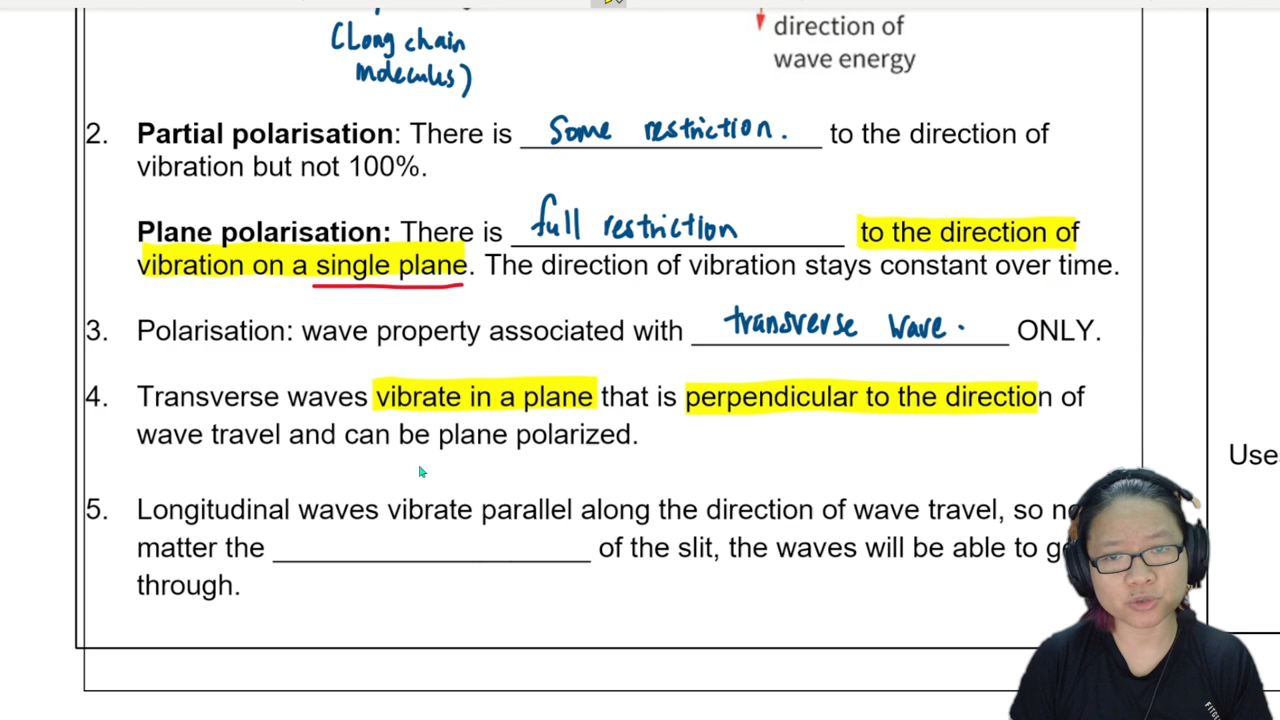 (Long chain
molecules)
direction of
wave energy
2. Partial polarisation: There is some restriction. to the direction of
vibration but not 100%.
Plane polarisation: There is full restriction to the direction of
vibration on a single plane. The direction of vibration stays constant over time.
3. Polarisation: wave property associated with transverse wave. ONLY.
4. Transverse waves vibrate in a plane that is perpendicular to the direction of
wave travel and can be plane polarized.
Use
5. Longitudinal waves vibrate parallel along the direction of wave travel, so
matter the ____ of the slit, the waves will be able to
through.